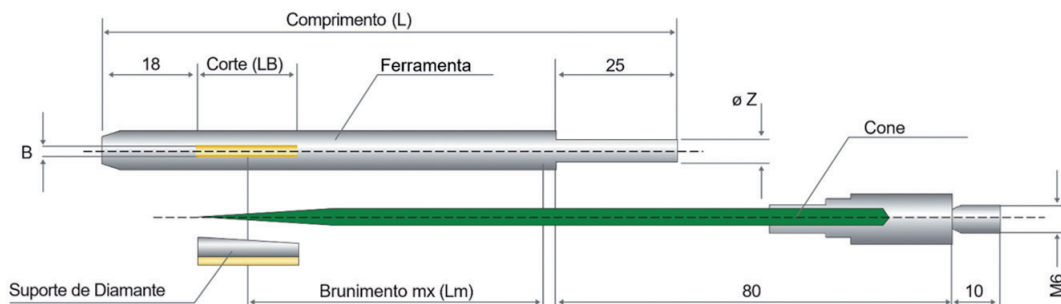 Comprimento (L)
18
Corte (LB)
Ferramenta
25
ø Z
B
Cone
Suporte de Diamante
Brunimento mx (Lm)
80
10
M6